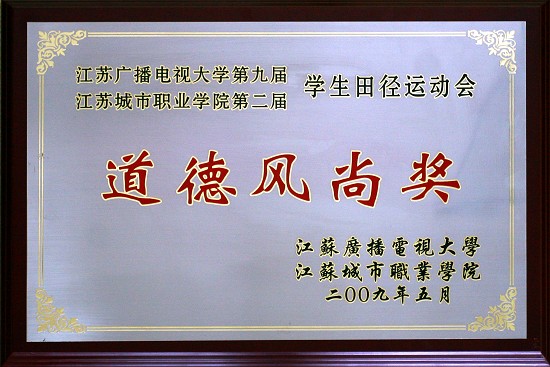 江苏广播电视大学第九届
江苏城市职业学院第二届
学生田径运动会
道德风尚奖
江蘇廣播電視大學
江蘇城市職業學院
二〇〇九年五月